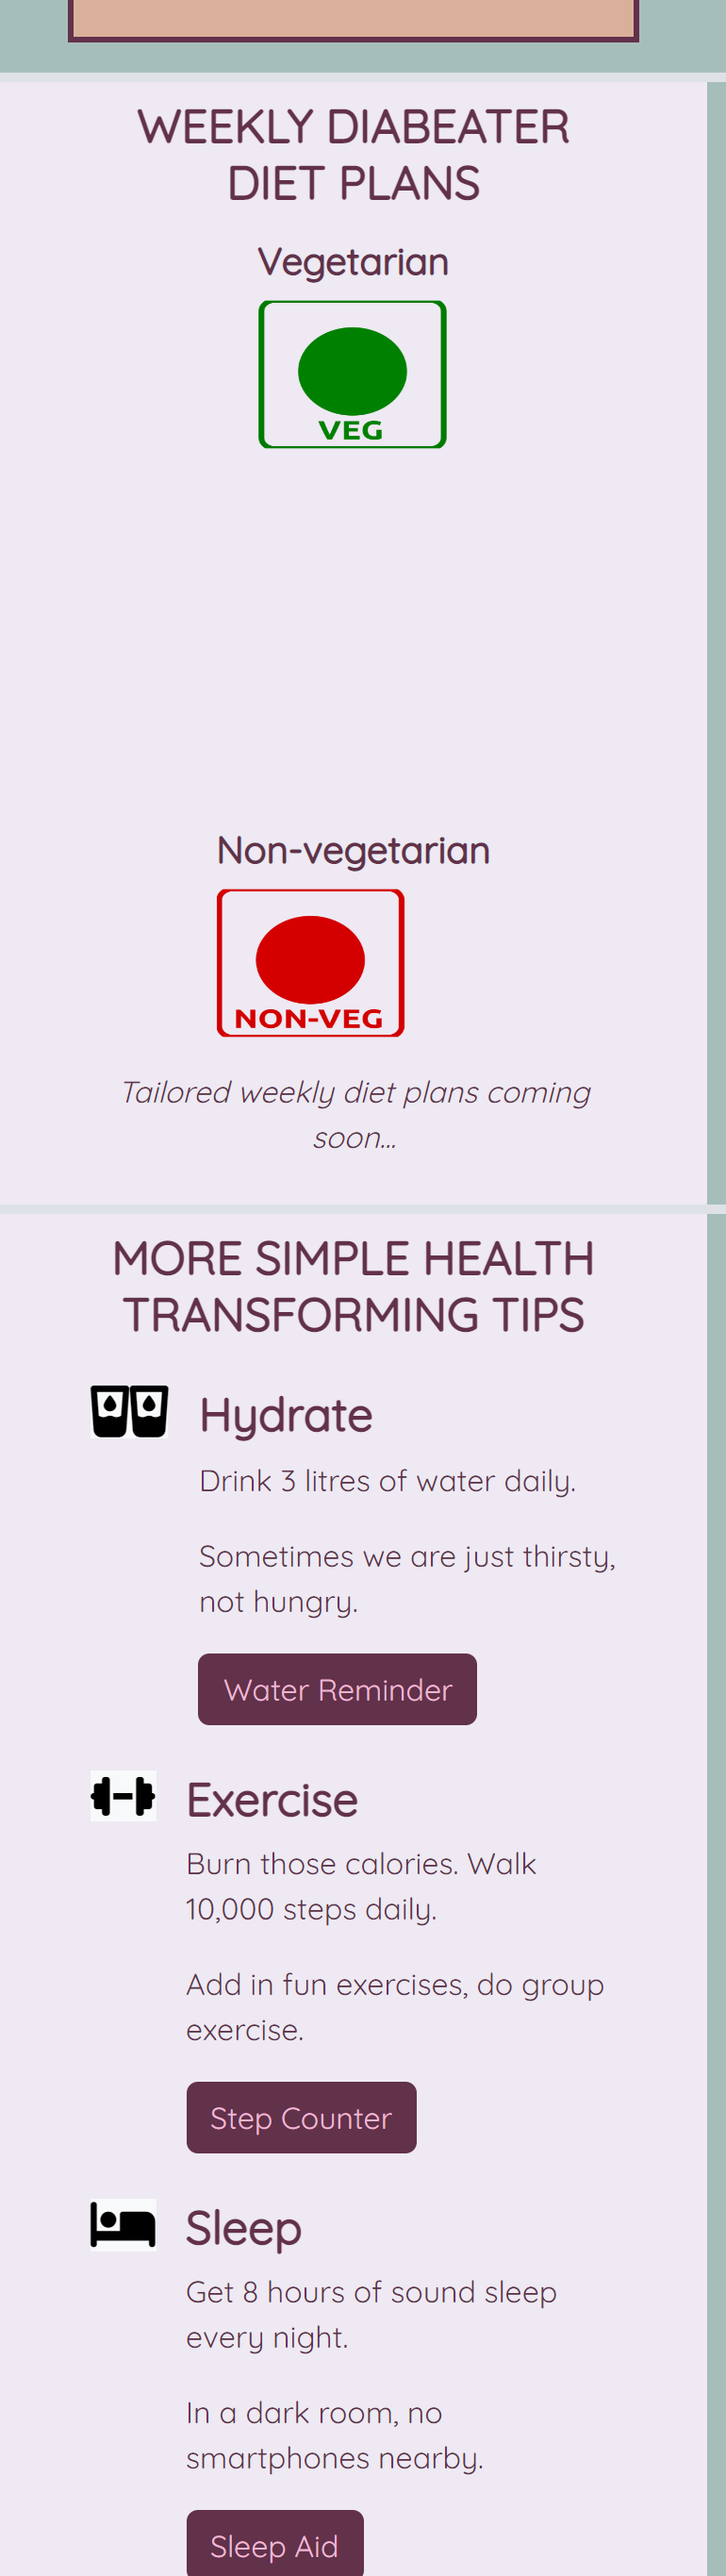 WEEKLY DIABEATER
DIET PLANS
Vegetarian
VEG
Non-vegetarian
NON-VEG
Tailored weekly diet plans coming
soon...
MORE SIMPLE HEALTH
TRANSFORMING TIPS
Hydrate
Drink 3 litres of water daily.
Sometimes we are just thirsty,
not hungry.
Water Reminder
Exercise
Burn those calories. Walk
10,000 steps daily.
Add in fun exercises, do group
exercise.
Step Counter
Sleep
Get 8 hours of sound sleep
every night.
In a dark room, no
smartphones nearby.
Sleep Aid